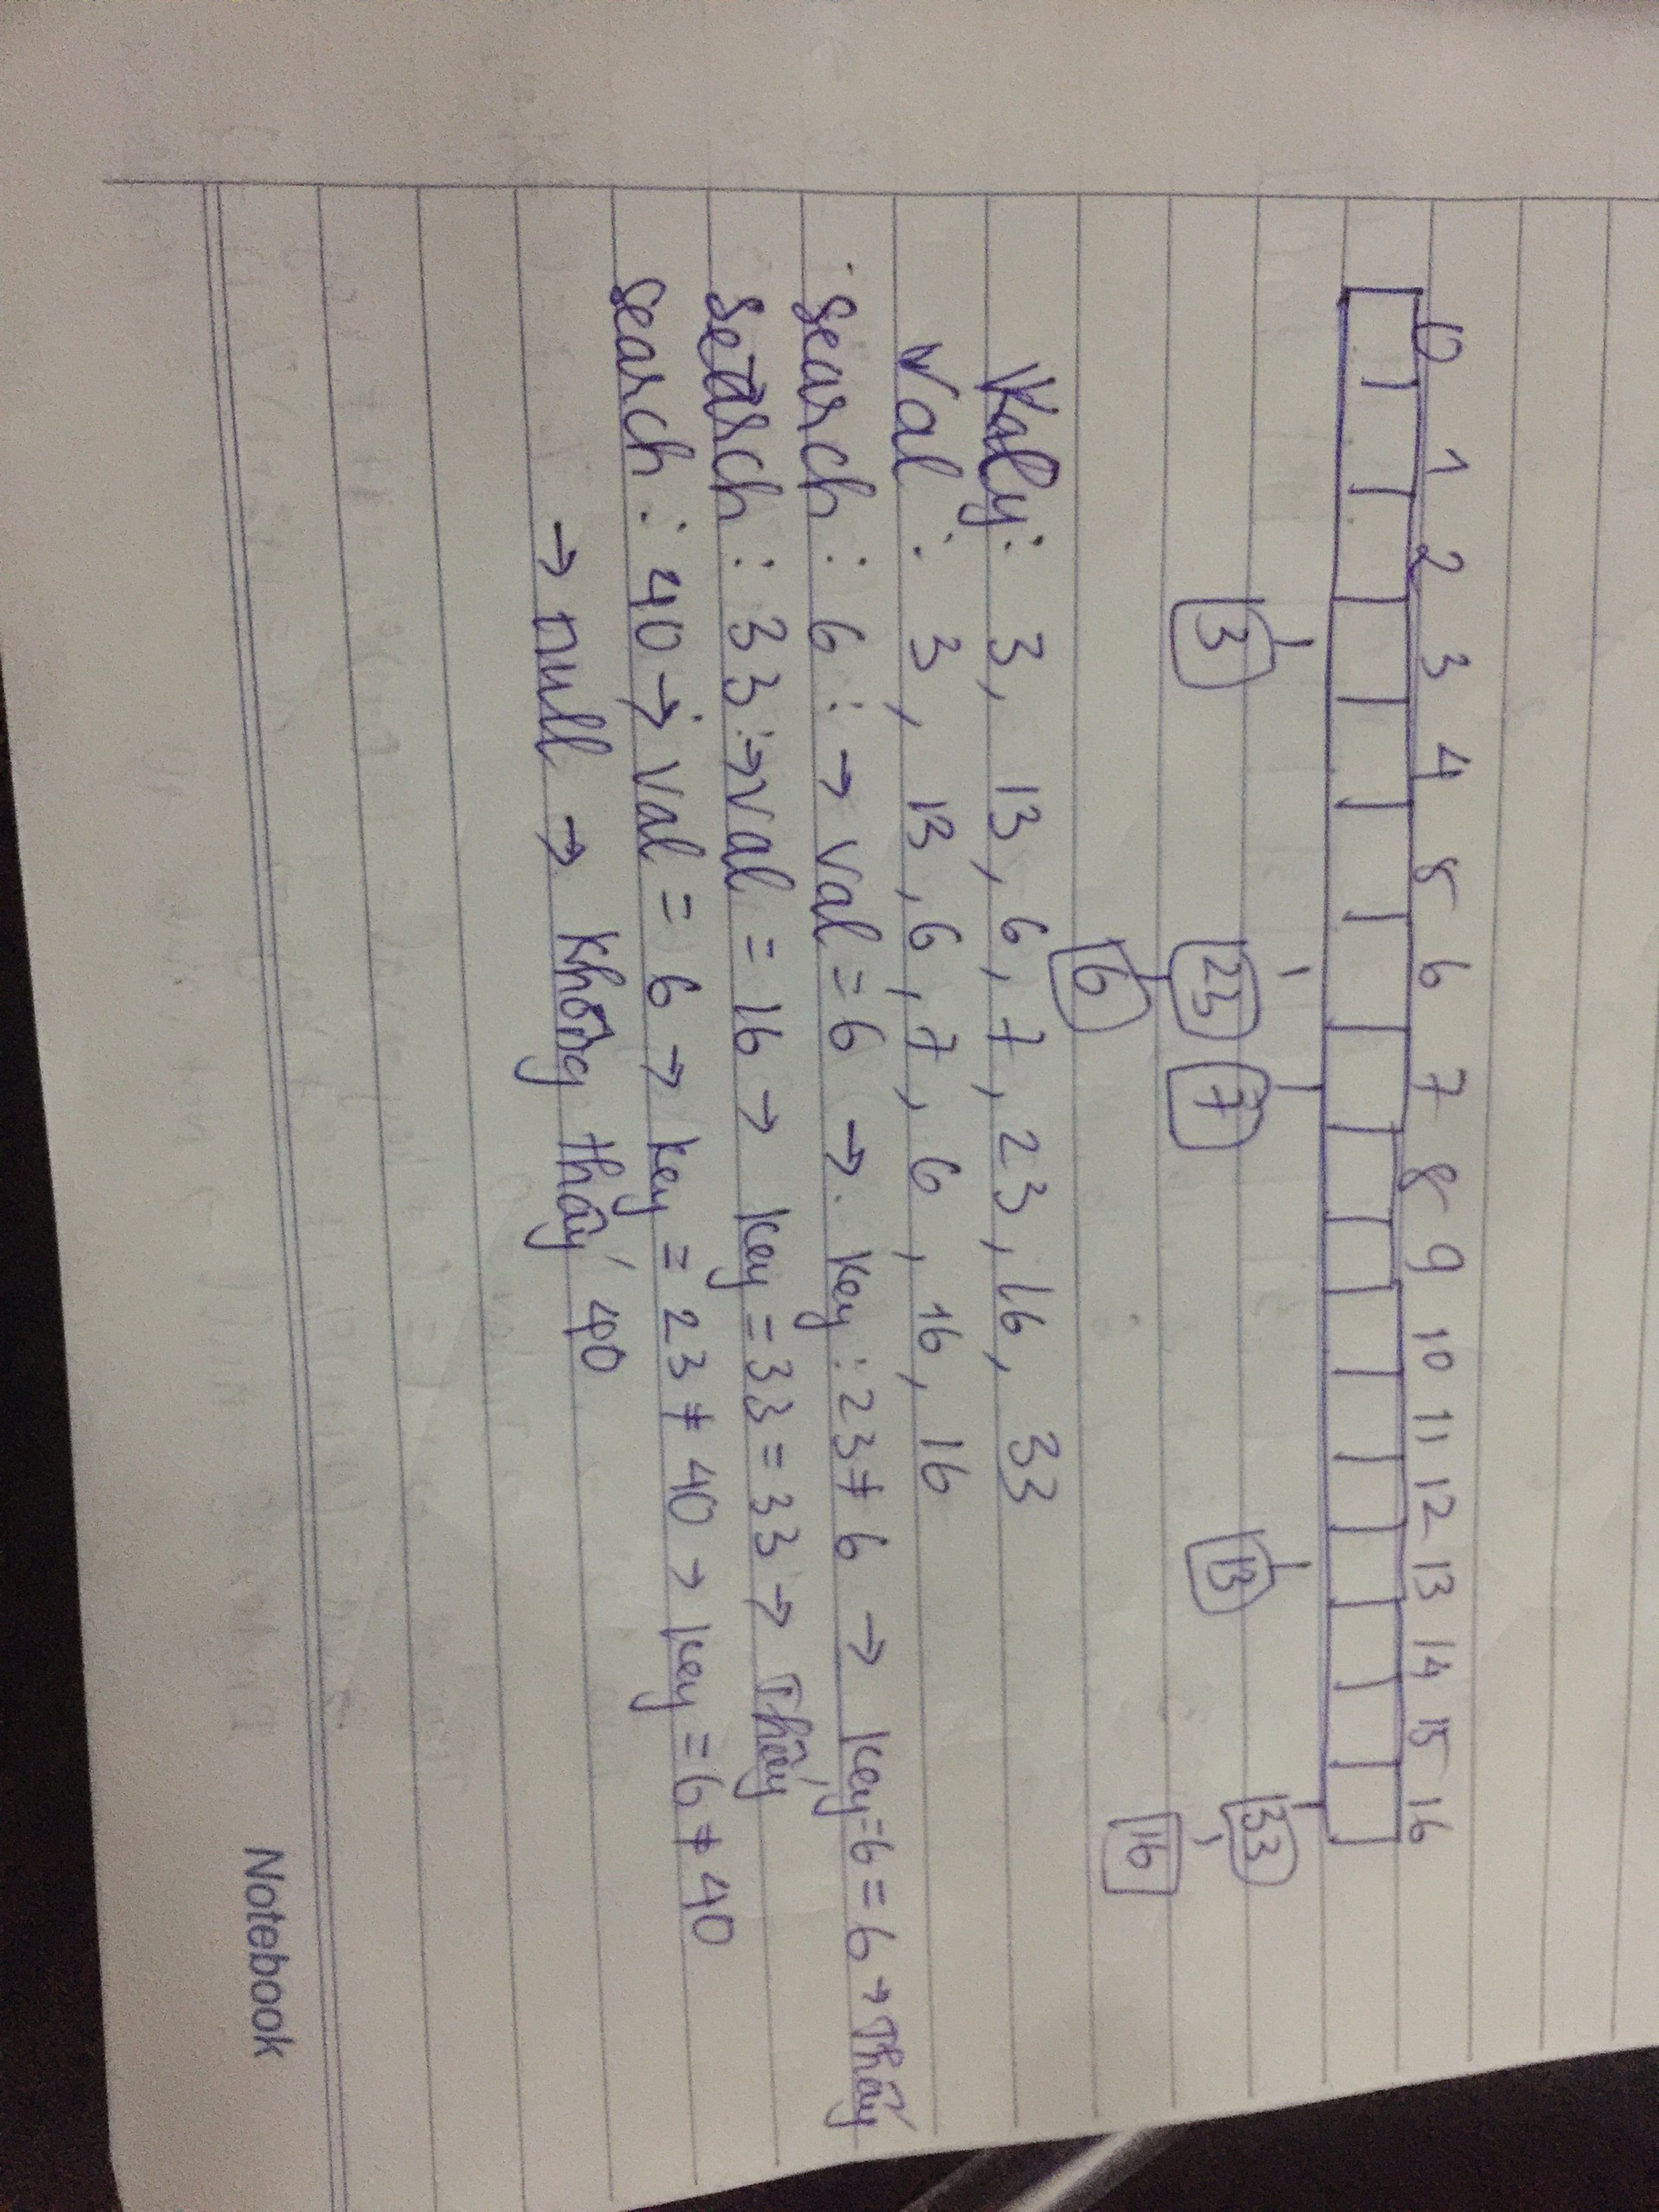 0 1 2 3 4 5 6 7 8 9 10 11 12 13 14 15 16
3 23 7 13 33
6 16
Key: 3, 13, 6, 7, 23, 16, 33
Val : 3, 13, 6, 7, 6, 16, 16
search : 6 : → val = 6 → key : 23 ≠ 6 → key = 6 = 6 → Thấy
search : 33 : → val = 16 → key = 33 = 33 → Thấy
search : 40 → val = 6 → key = 23 ≠ 40 → key = 6 ≠ 40
→ null → không thấy 40
Notebook